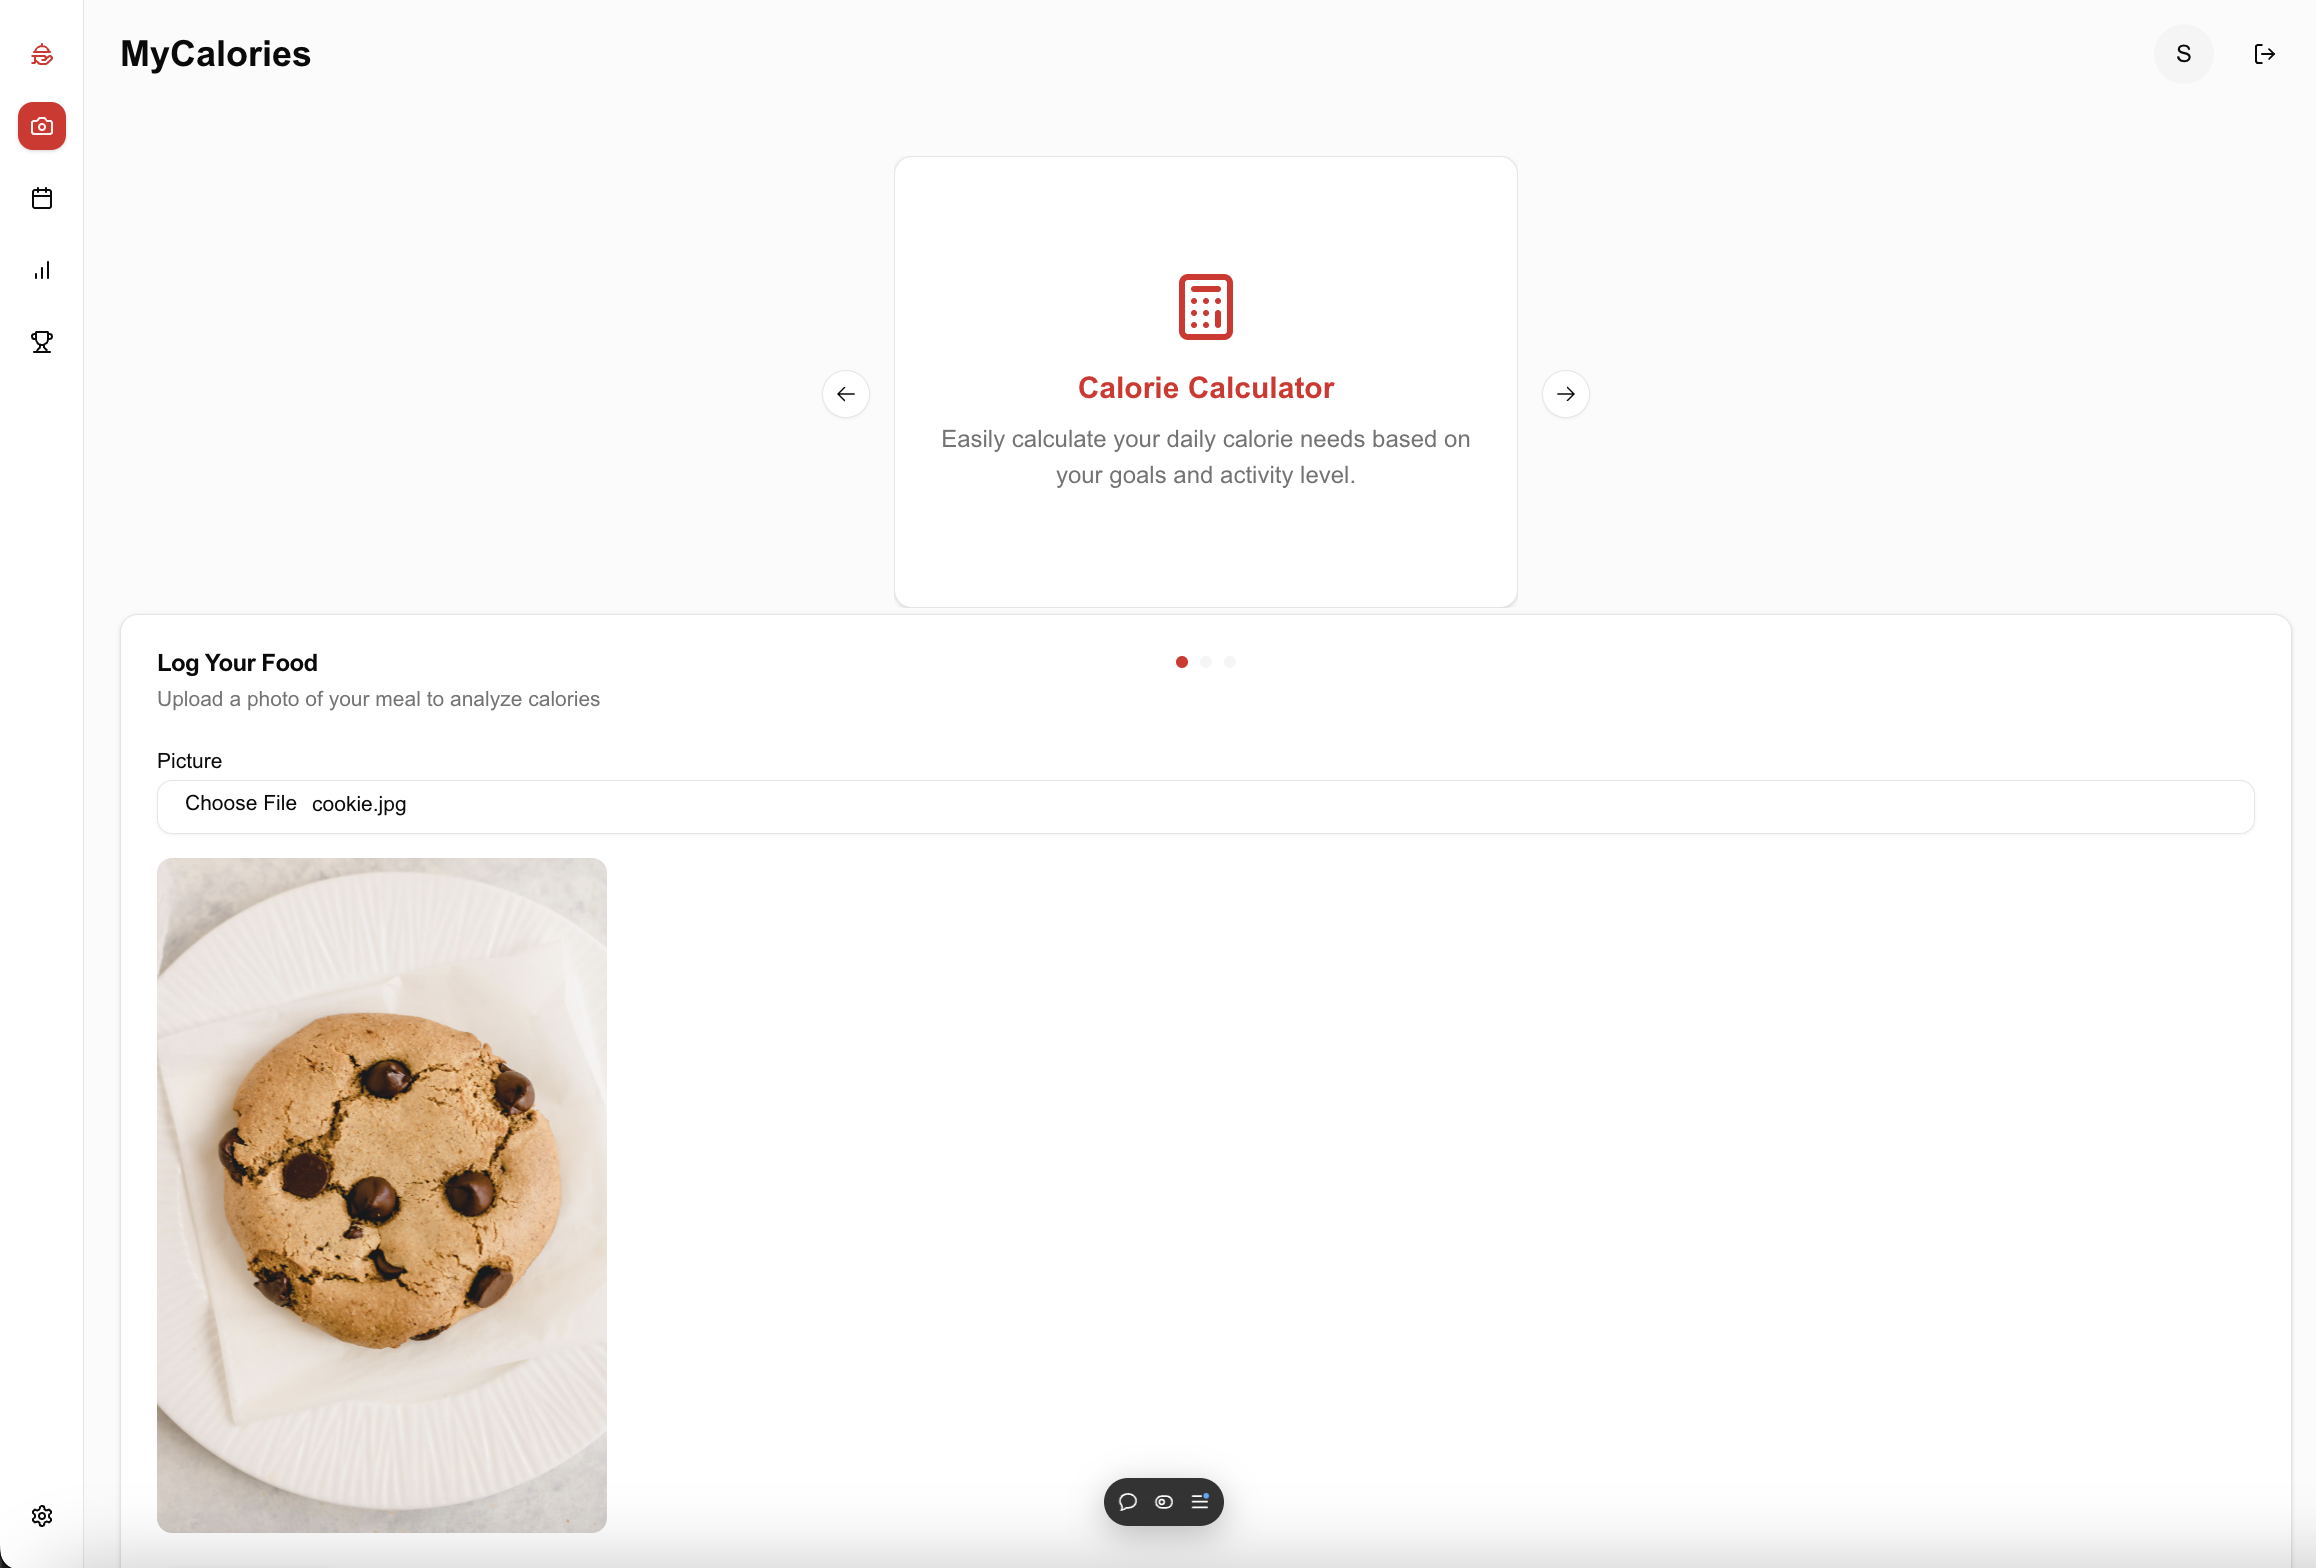 MyCalories
S
Calorie Calculator
Easily calculate your daily calorie needs based on
your goals and activity level.
Log Your Food
Upload a photo of your meal to analyze calories
Picture
Choose File cookie.jpg